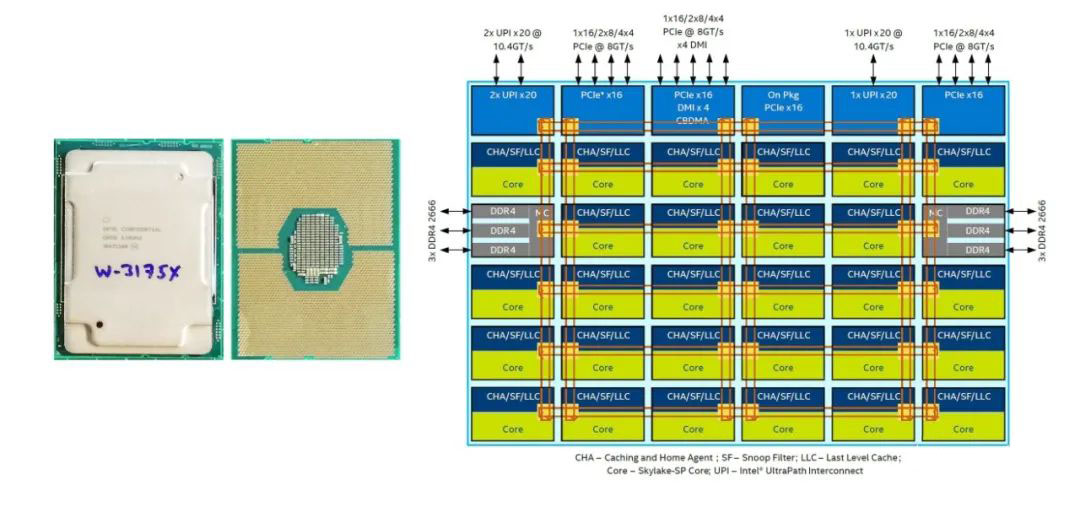 INTEL CONFIDENTIAL
W-3175X
2x UPI x20 @
10.4GT/s
1x16/2x8/4x4
PCIe @ 8GT/s
1x16/2x8/4x4
PCIe @ 8GT/s
x4 DMI
1x UPI x20 @
10.4GT/s
1x16/2x8/4x4
PCIe @ 8GT/s
2x UPI x20
PCIe* x16
PCIe x16
DMI x 4
CBDMA
On Pkg
PCIe x16
1x UPI x20
PCIe x16
CHA/SF/LLC CHA/SF/LLC CHA/SF/LLC CHA/SF/LLC CHA/SF/LLC CHA/SF/LLC
Core Core Core Core Core Core
3x DDR4 2666
DDR4 MC CHA/SF/LLC CHA/SF/LLC CHA/SF/LLC CHA/SF/LLC MC DDR4
DDR4 Core Core Core Core DDR4
DDR4 DDR4
3x DDR4 2666
CHA/SF/LLC CHA/SF/LLC CHA/SF/LLC CHA/SF/LLC CHA/SF/LLC CHA/SF/LLC
Core Core Core Core Core Core
CHA/SF/LLC CHA/SF/LLC CHA/SF/LLC CHA/SF/LLC CHA/SF/LLC CHA/SF/LLC
Core Core Core Core Core Core
CHA/SF/LLC CHA/SF/LLC CHA/SF/LLC CHA/SF/LLC CHA/SF/LLC CHA/SF/LLC
Core Core Core Core Core Core
CHA – Caching and Home Agent ; SF – Snoop Filter; LLC – Last Level Cache;
Core – Skylake-SP Core; UPI – Intel® UltraPath Interconnect